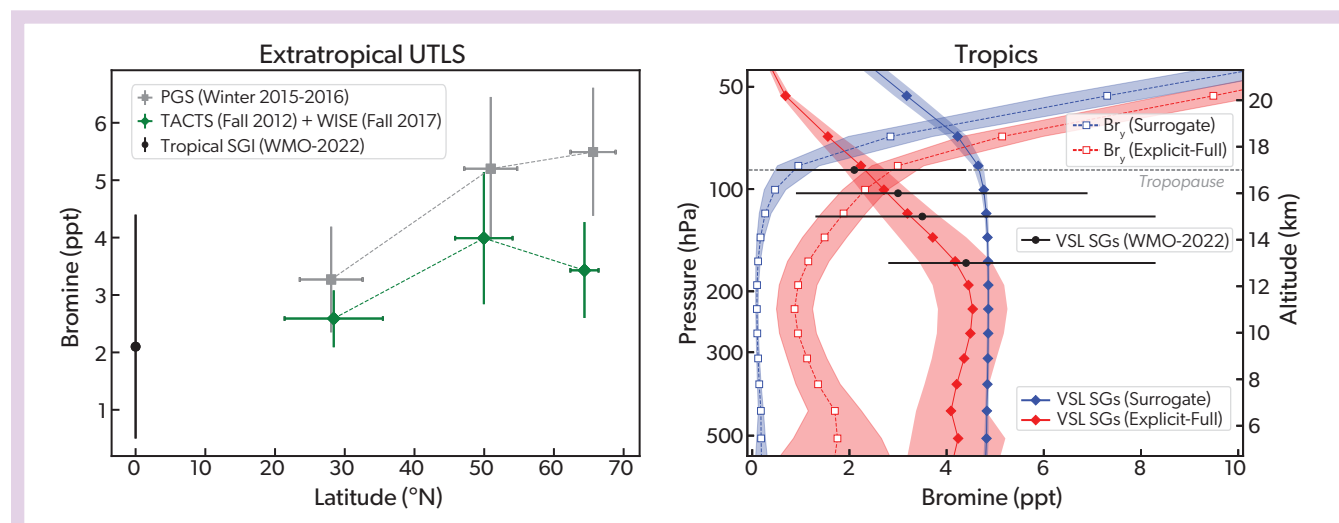 Extratropical UTLS
PGS (Winter 2015-2016)
TACTS (Fall 2012) + WISE (Fall 2017)
Tropical SGI (WMO-2022)
Bromine (ppt)
6
5
4
3
2
1
0 10 20 30 40 50 60 70
Latitude (°N)
Tropics
Pressure (hPa)
50
100
200
300
500
Br_y (Surrogate)
Br_y (Explicit-Full)
Tropopause
VSL SGs (WMO-2022)
VSL SGs (Surrogate)
VSL SGs (Explicit-Full)
20
18
16
14
12
10
8
6
Altitude (km)
0 2 4 6 8 10
Bromine (ppt)